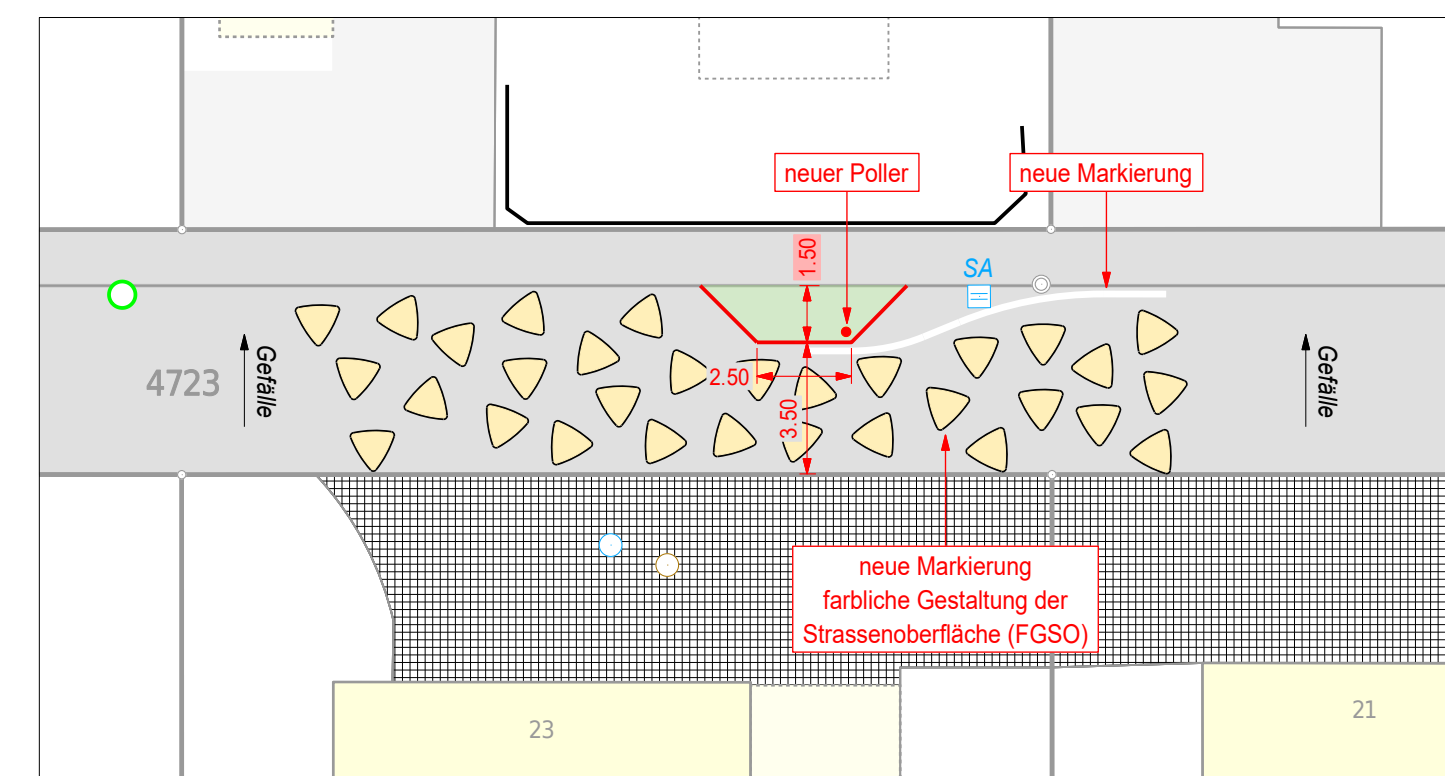 neuer Poller
neue Markierung
1.50
SA
Gefälle
4723
2.50
3.50
Gefälle
neue Markierung
farbliche Gestaltung der
Strassenoberfläche (FGSO)
23
21